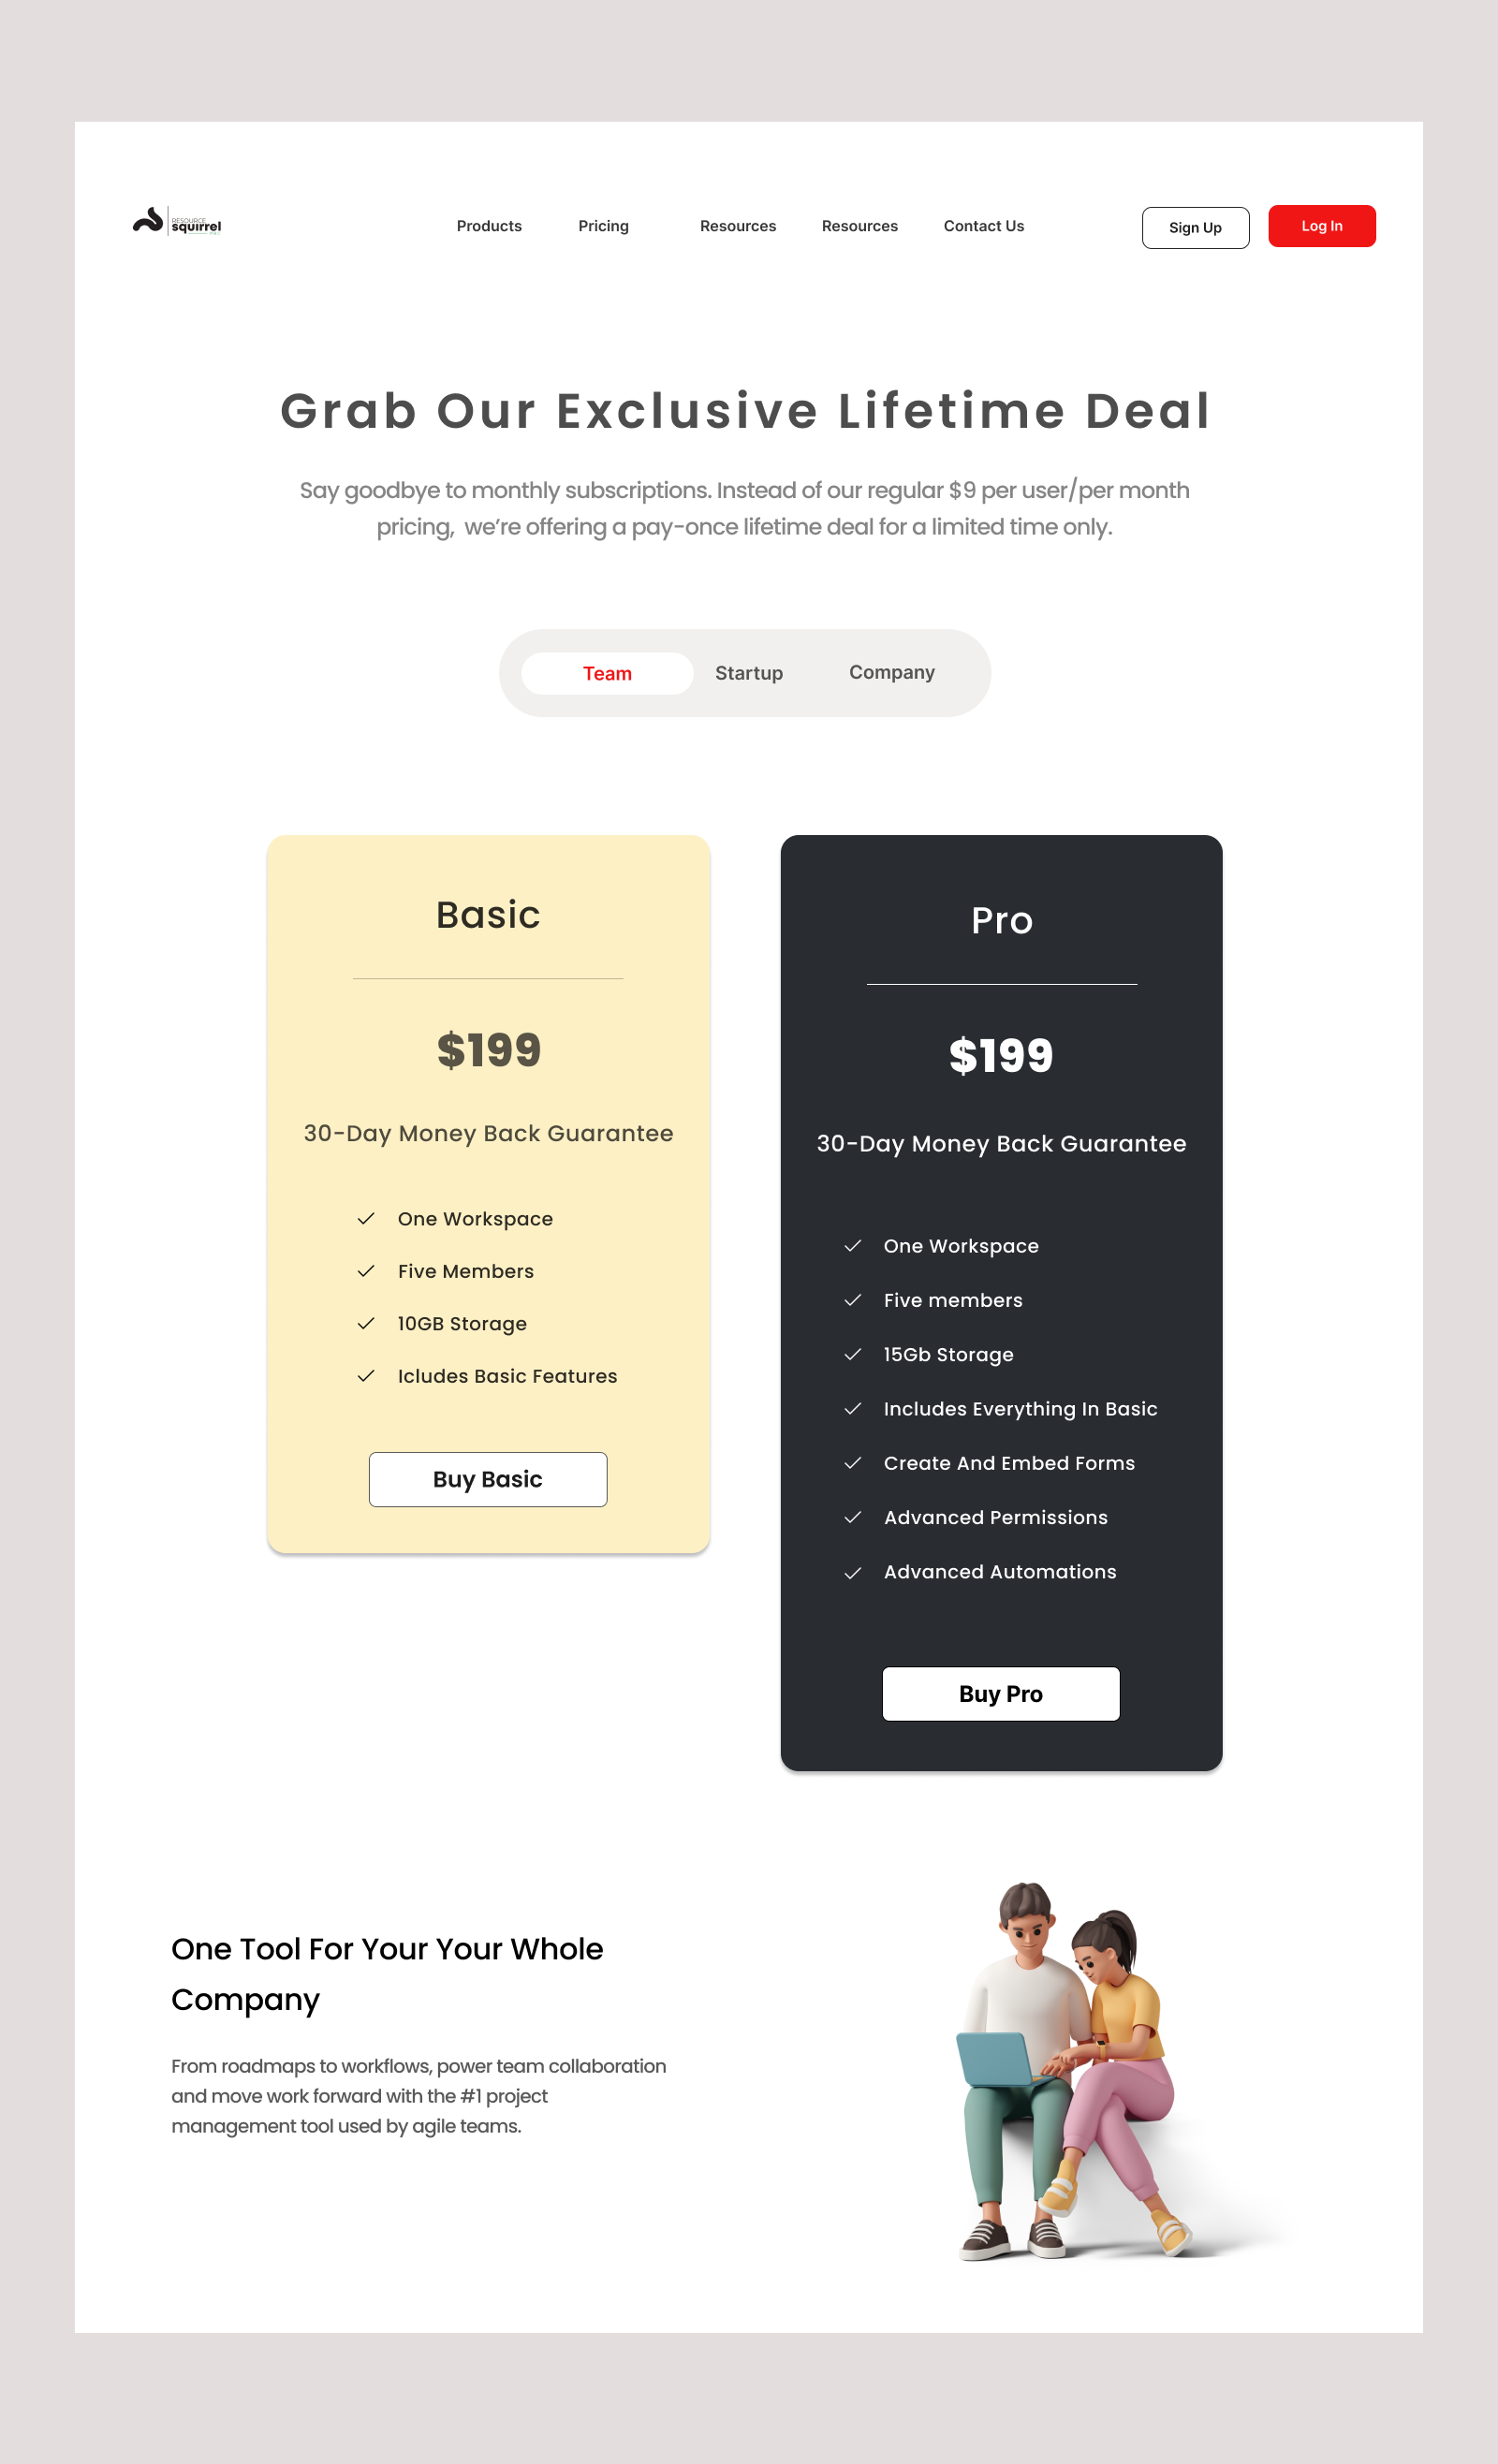 RESOURCE
squirrel
Products Pricing Resources Resources Contact Us Sign Up Log In
Grab Our Exclusive Lifetime Deal
Say goodbye to monthly subscriptions. Instead of our regular $9 per user/per month
pricing,  we’re offering a pay-once lifetime deal for a limited time only.
Team Startup Company
Basic
$199
30-Day Money Back Guarantee
One Workspace
Five Members
10GB Storage
Icludes Basic Features
Buy Basic
Pro
$199
30-Day Money Back Guarantee
One Workspace
Five members
15Gb Storage
Includes Everything In Basic
Create And Embed Forms
Advanced Permissions
Advanced Automations
Buy Pro
One Tool For Your Your Whole
Company
From roadmaps to workflows, power team collaboration
and move work forward with the #1 project
management tool used by agile teams.